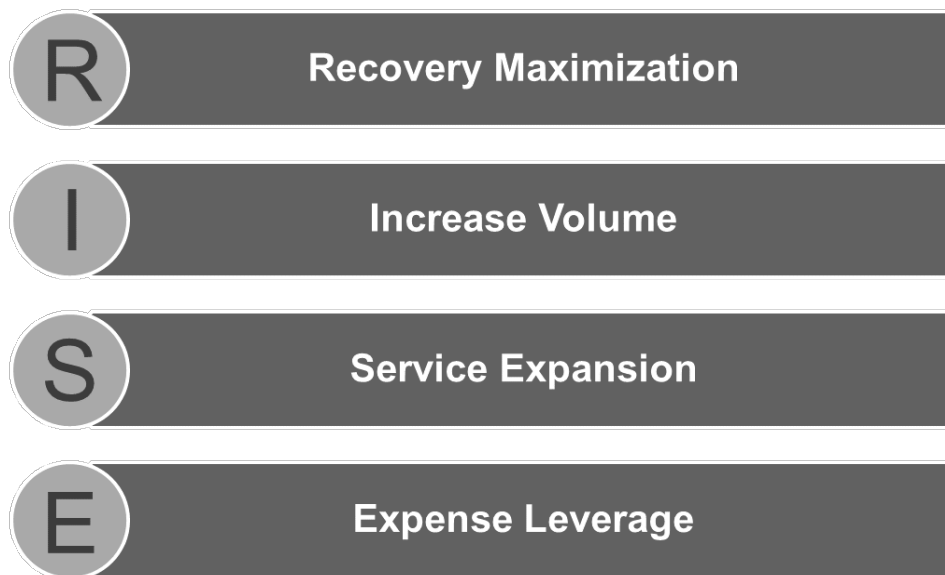 R Recovery Maximization
I Increase Volume
S Service Expansion
E Expense Leverage